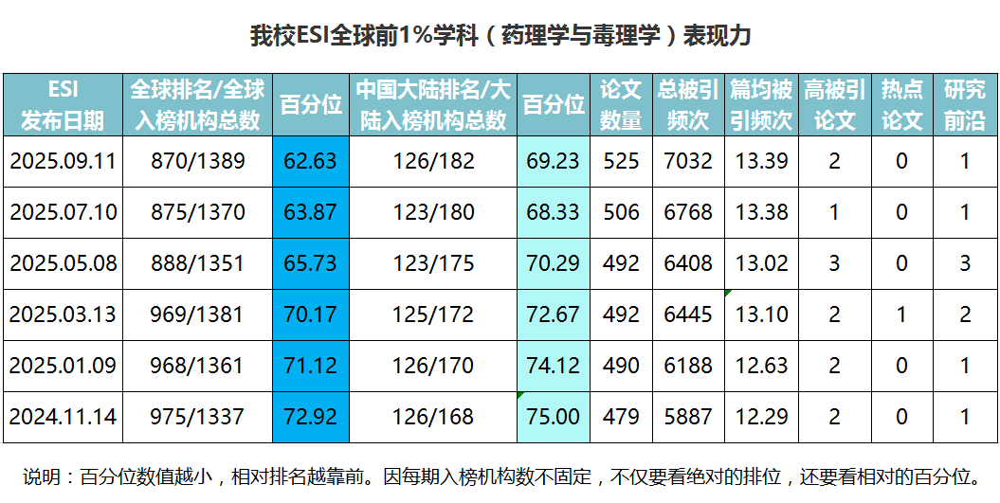 我校ESI全球前1%学科（药理学与毒理学）表现力
ESI 发布日期 全球排名/全球入榜机构总数 百分位 中国大陆排名/大陆入榜机构总数 百分位 论文数量 总被引频次 篇均被引频次 高被引论文 热点论文 研究前沿
2025.09.11 870/1389 62.63 126/182 69.23 525 7032 13.39 2 0 1
2025.07.10 875/1370 63.87 123/180 68.33 506 6768 13.38 1 0 1
2025.05.08 888/1351 65.73 123/175 70.29 492 6408 13.02 3 0 3
2025.03.13 969/1381 70.17 125/172 72.67 492 6445 13.10 2 1 2
2025.01.09 968/1361 71.12 126/170 74.12 490 6188 12.63 2 0 1
2024.11.14 975/1337 72.92 126/168 75.00 479 5887 12.29 2 0 1
说明：百分位数值越小，相对排名越靠前。因每期入榜机构数不固定，不仅要看绝对的排位，还要看相对的百分位。